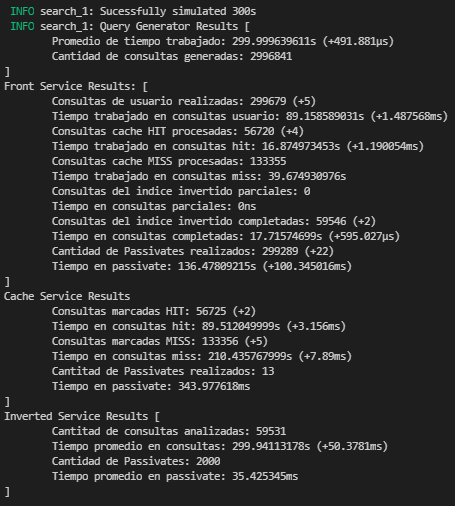 INFO search_1: Sucessfully simulated 300s
INFO search_1: Query Generator Results [
Promedio de tiempo trabajado: 299.999639611s (+491.881µs)
Cantidad de consultas generadas: 2996841
]
Front Service Results: [
Consultas de usuario realizadas: 299679 (+5)
Tiempo trabajado en consultas usuario: 89.158589031s (+1.487568ms)
Consultas cache HIT procesadas: 56720 (+4)
Tiempo trabajado en consultas hit: 16.874973453s (+1.190054ms)
Consultas cache MISS procesadas: 133355
Tiempo trabajado en consultas miss: 39.674930976s
Consultas del indice invertido parciales: 0
Tiempo en consultas parciales: 0ns
Consultas del indice invertido completadas: 59546 (+2)
Tiempo en consultas completadas: 17.71574699s (+595.027µs)
Cantidad de Passivates realizados: 299289 (+22)
Tiempo en passivate: 136.47809215s (+100.345016ms)
]
Cache Service Results
Consultas marcadas HIT: 56725 (+2)
Tiempo en consultas hit: 89.512049999s (+3.156ms)
Consultas marcadas MISS: 133356 (+5)
Tiempo en consultas miss: 210.435767999s (+7.89ms)
Cantitad de Passivates realizados: 13
Tiempo en passivate: 343.977618ms
]
Inverted Service Results [
Cantitad de consultas analizadas: 59531
Tiempo promedio en consultas: 299.94113178s (+50.3781ms)
Cantidad de Passivates: 2000
Tiempo promedio en passivate: 35.425345ms
]